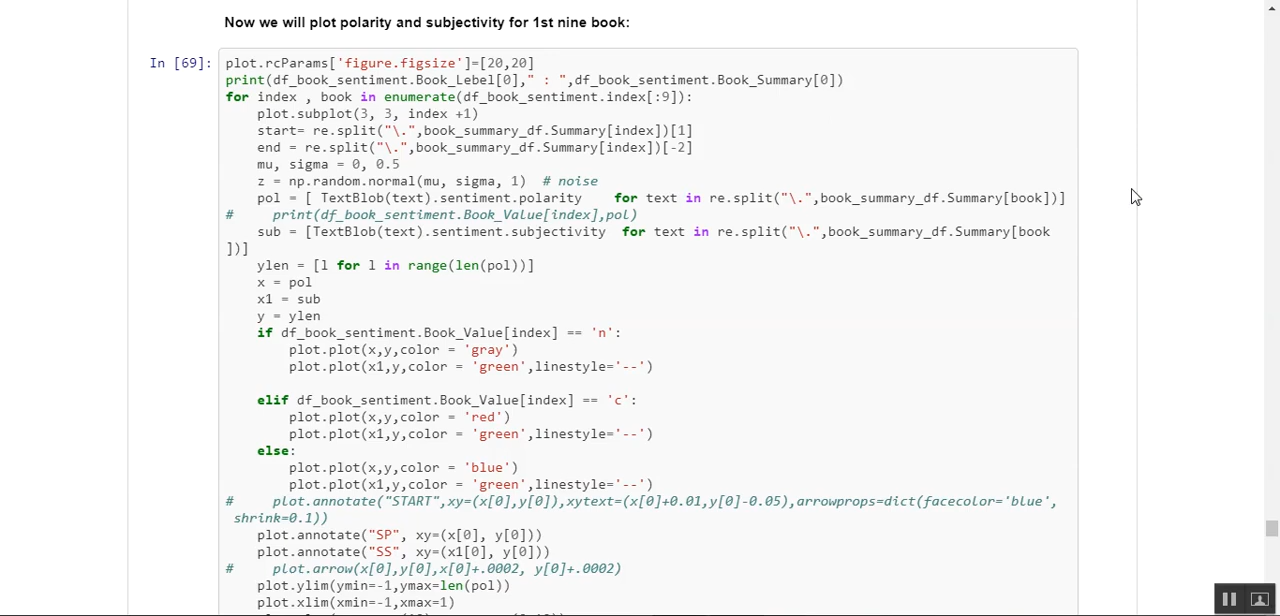 Now we will plot polarity and subjectivity for 1st nine book:
In [69]: plot.rcParams['figure.figsize']=[20,20]
print(df_book_sentiment.Book_Lebel[0]," : ",df_book_sentiment.Book_Summary[0])
for index , book in enumerate(df_book_sentiment.index[:9]):
    plot.subplot(3, 3, index +1)
    start= re.split("\.",book_summary_df.Summary[index])[1]
    end = re.split("\.",book_summary_df.Summary[index])[-2]
    mu, sigma = 0, 0.5
    z = np.random.normal(mu, sigma, 1)  # noise
    pol = [ TextBlob(text).sentiment.polarity    for text in re.split("\.",book_summary_df.Summary[book])]
#     print(df_book_sentiment.Book_Value[index],pol)
    sub = [TextBlob(text).sentiment.subjectivity  for text in re.split("\.",book_summary_df.Summary[book
])]
    ylen = [l for l in range(len(pol))]
    x = pol
    x1 = sub
    y = ylen
    if df_book_sentiment.Book_Value[index] == 'n':
        plot.plot(x,y,color = 'gray')
        plot.plot(x1,y,color = 'green',linestyle='--')
    elif df_book_sentiment.Book_Value[index] == 'c':
        plot.plot(x,y,color = 'red')
        plot.plot(x1,y,color = 'green',linestyle='--')
    else:
        plot.plot(x,y,color = 'blue')
        plot.plot(x1,y,color = 'green',linestyle='--')
#     plot.annotate("START",xy=(x[0],y[0]),xytext=(x[0]+0.01,y[0]-0.05),arrowprops=dict(facecolor='blue',
shrink=0.1))
    plot.annotate("SP", xy=(x[0], y[0]))
    plot.annotate("SS", xy=(x1[0], y[0]))
#     plot.arrow(x[0],y[0],x[0]+.0002, y[0]+.0002)
    plot.ylim(ymin=-1,ymax=len(pol))
    plot.xlim(xmin=-1,xmax=1)